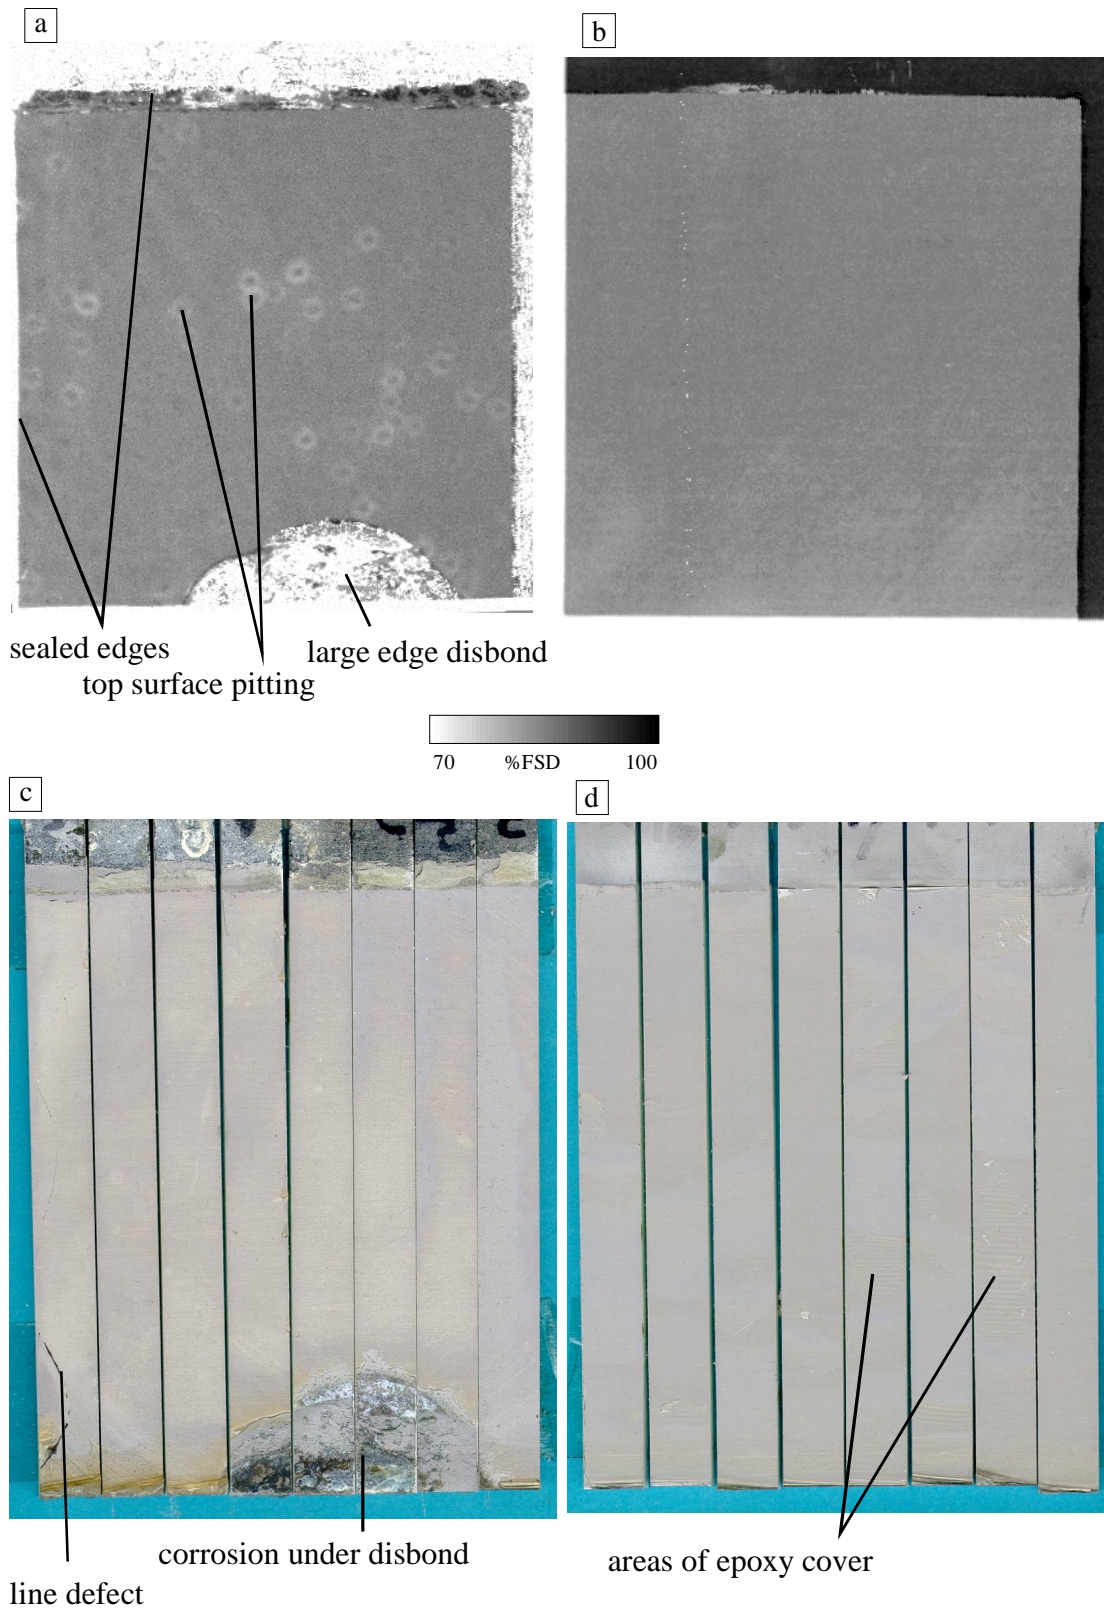 a
b
sealed edges
large edge disbond
top surface pitting
70 %FSD 100
c
d
corrosion under disbond
areas of epoxy cover
line defect